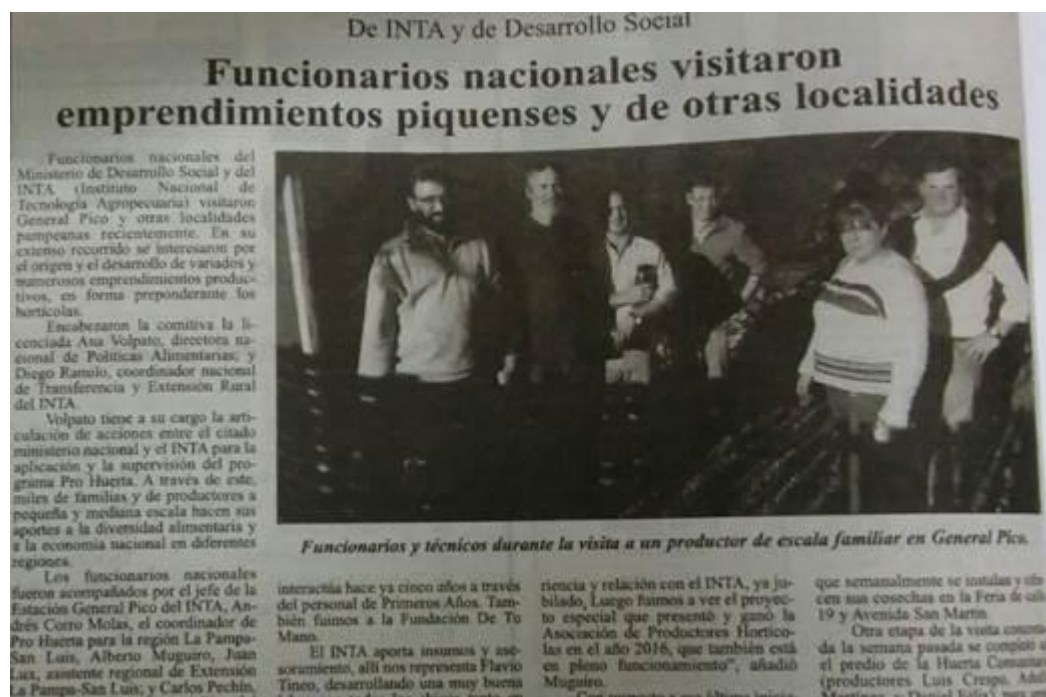 De INTA y de Desarrollo Social
Funcionarios nacionales visitaron
emprendimientos piquenses y de otras localidades
Funcionarios nacionales del
Ministerio de Desarrollo Social y del
INTA (Instituto Nacional de
Tecnología Agropecuaria) visitaron
General Pico y otras localidades
pampeanas recientemente. En su
extenso recorrido se interesaron por
el origen y el desarrollo de variados y
numerosos emprendimientos produc-
tivos, en forma preponderante los
hortícolas.
Encabezaron la comitiva la li-
cenciada Ana Volpato, directora na-
cional de Políticas Alimentarias; y
Diego Ramilo, coordinador nacional
de Transferencia y Extensión Rural
del INTA.
Volpato tiene a su cargo la arti-
culación de acciones entre el citado
ministerio nacional y el INTA para la
aplicación y la supervisión del pro-
grama Pro Huerta. A través de este,
miles de familias y de productores a
pequeña y mediana escala hacen sus
aportes a la diversidad alimentaria y
a la economía nacional en diferentes
regiones.
Los funcionarios nacionales
fueron acompañados por el jefe de la
Estación General Pico del INTA, An-
drés Corro Molas, el coordinador de
Pro Huerta para la región La Pampa-
San Luis, Alberto Muguiro, Juan
Lux, asistente regional de Extensión
La Pampa-San Luis; y Carlos Pechin,
Funcionarios y técnicos durante la visita a un productor de escala familiar en General Pico.
interactúa hace ya cinco años a través
del personal de Primeros Años. Tam-
bién fuimos a la Fundación De Tu
Mano.
El INTA aporta insumos y ase-
soramiento, allí nos representa Flavio
Tineo, desarrollando una muy buena
riencia y relación con el INTA, ya ju-
bilado. Luego fuimos a ver el proyec-
to especial que presentó y ganó la
Asociación de Productores Hortíco-
las en el año 2016, que también está
en pleno funcionamiento", añadió
Muguiro.
que semanalmente se instalan y
cen sus cosechas en la Feria de calle
19 y Avenida San Martín
Otra etapa de la visita
da la semana pasada se completó
el predio de la Huerta
(productores Luis Crespo,